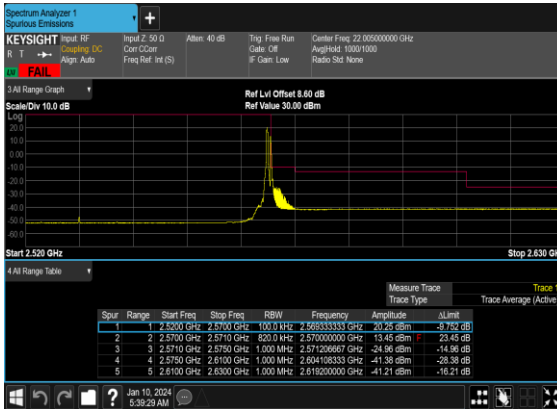 Spectrum Analyzer 1
Spurious Emissions
+
KEYSIGHT Input: RF Input Z: 50 Ω Atten: 40 dB Trig: Free Run Center Freq: 22.005000000 GHz
R T Coupling: DC Corr CCorr Gate: Off Avg|Hold: 1000/1000
Align: Auto Freq Ref: Int (S) IF Gain: Low Radio Std: None
FAIL
3 All Range Graph
Ref Lvl Offset 8.60 dB
Scale/Div 10.0 dB Ref Value 30.00 dBm
Log
20.0
10.0
0.00
-10.0
-20.0
-30.0
-40.0
-50.0
-60.0
Start 2.520 GHz Stop 2.630 GH
4 All Range Table
Measure Trace Trace 1
Trace Type Trace Average (Active
Spur Range Start Freq Stop Freq RBW Frequency Amplitude ΔLimit
1 1 2.5200 GHz 2.5700 GHz 100.0 kHz 2.569333333 GHz 20.25 dBm -9.752 dB
2 2 2.5700 GHz 2.5710 GHz 820.0 kHz 2.570000000 GHz 13.45 dBm F 23.45 dB
3 3 2.5710 GHz 2.5750 GHz 1.000 MHz 2.571206667 GHz -24.96 dBm -14.96 dB
4 4 2.5750 GHz 2.6100 GHz 1.000 MHz 2.604108333 GHz -41.38 dBm -28.38 dB
5 5 2.6100 GHz 2.6300 GHz 1.000 MHz 2.619200000 GHz -41.21 dBm -16.21 dB
?
Jan 10, 2024
5:39:29 AM